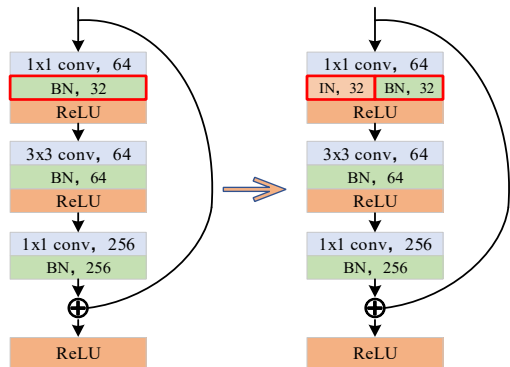 1x1 conv, 64
BN, 32
ReLU
3x3 conv, 64
BN, 64
ReLU
1x1 conv, 256
BN, 256
ReLU
1x1 conv, 64
IN, 32 BN, 32
ReLU
3x3 conv, 64
BN, 64
ReLU
1x1 conv, 256
BN, 256
ReLU